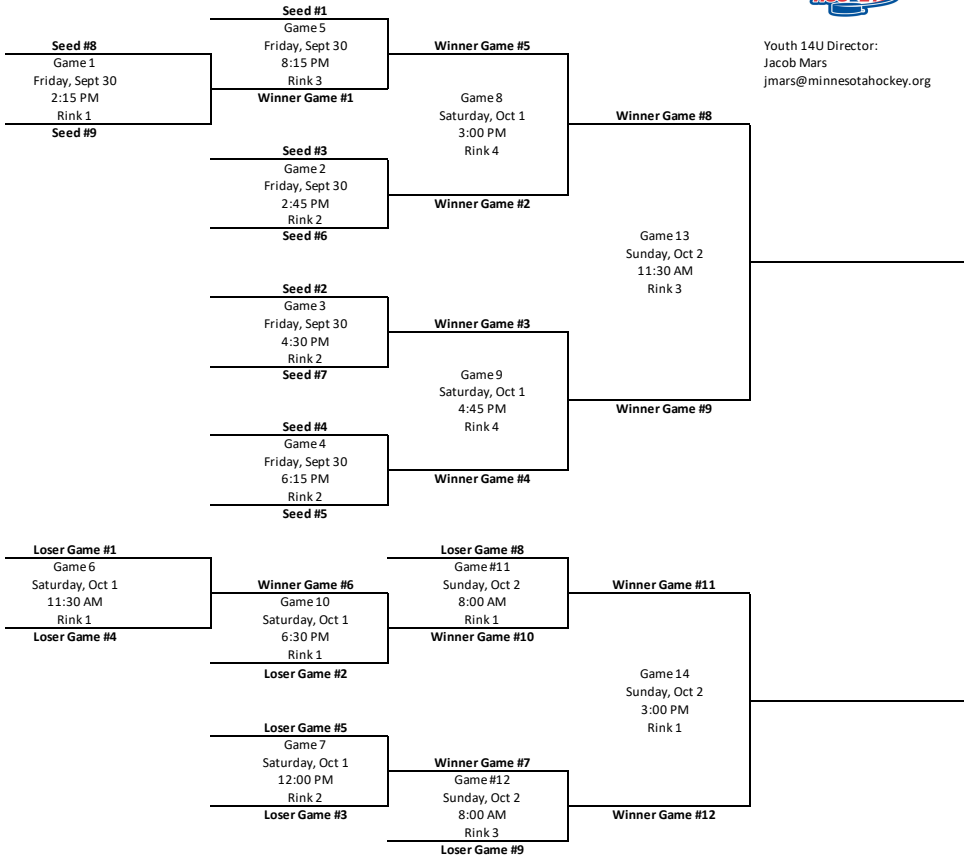 Seed #1
Game 5
Friday, Sept 30
8:15 PM
Rink 3
Winner Game #1
Seed #8
Game 1
Friday, Sept 30
2:15 PM
Rink 1
Seed #9
Winner Game #5
Game 8
Saturday, Oct 1
3:00 PM
Rink 4
Winner Game #2
Youth 14U Director:
Jacob Mars
jmars@minnesotahockey.org
Seed #3
Game 2
Friday, Sept 30
2:45 PM
Rink 2
Seed #6
Winner Game #8
Game 13
Sunday, Oct 2
11:30 AM
Rink 3
Winner Game #9
Seed #2
Game 3
Friday, Sept 30
4:30 PM
Rink 2
Seed #7
Winner Game #3
Game 9
Saturday, Oct 1
4:45 PM
Rink 4
Winner Game #4
Seed #4
Game 4
Friday, Sept 30
6:15 PM
Rink 2
Seed #5
Loser Game #1
Game 6
Saturday, Oct 1
11:30 AM
Rink 1
Loser Game #4
Winner Game #6
Game 10
Saturday, Oct 1
6:30 PM
Rink 1
Loser Game #2
Loser Game #8
Game #11
Sunday, Oct 2
8:00 AM
Rink 1
Winner Game #10
Winner Game #11
Game 14
Sunday, Oct 2
3:00 PM
Rink 1
Winner Game #12
Loser Game #5
Game 7
Saturday, Oct 1
12:00 PM
Rink 2
Loser Game #3
Winner Game #7
Game #12
Sunday, Oct 2
8:00 AM
Rink 3
Loser Game #9